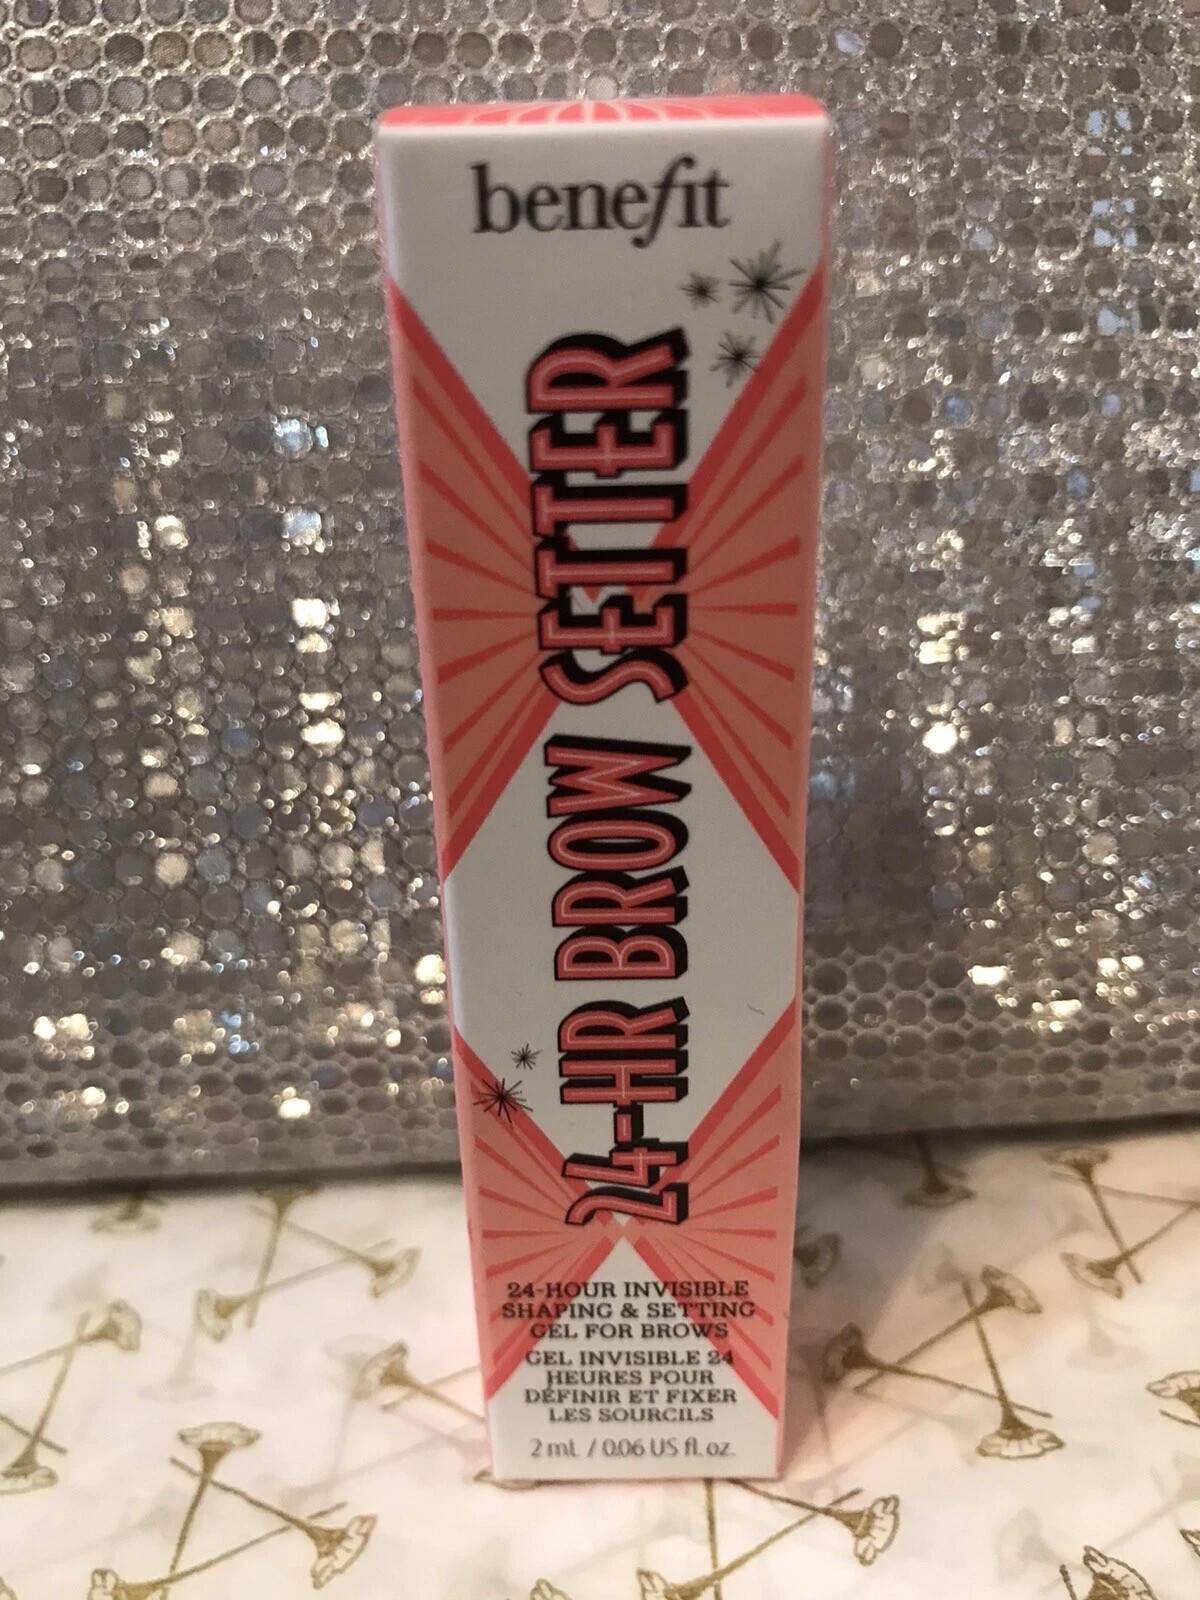 benefit
24-HR BROW SETTER
24-HOUR INVISIBLE
SHAPING & SETTING
GEL FOR BROWS
GEL INVISIBLE 24
HEURES POUR
DÉFINIR ET FIXER
LES SOURCILS
2 mL / 0.06 US fl. oz.